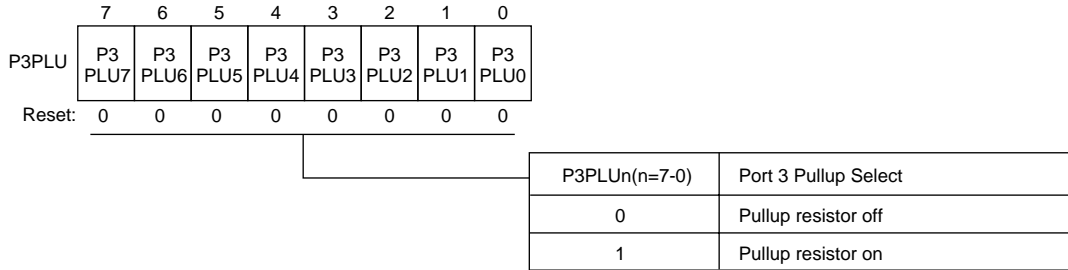 7 6 5 4 3 2 1 0
P3PLU P3 PLU7 P3 PLU6 P3 PLU5 P3 PLU4 P3 PLU3 P3 PLU2 P3 PLU1 P3 PLU0
Reset: 0 0 0 0 0 0 0 0
P3PLUn(n=7-0) Port 3 Pullup Select
0 Pullup resistor off
1 Pullup resistor on